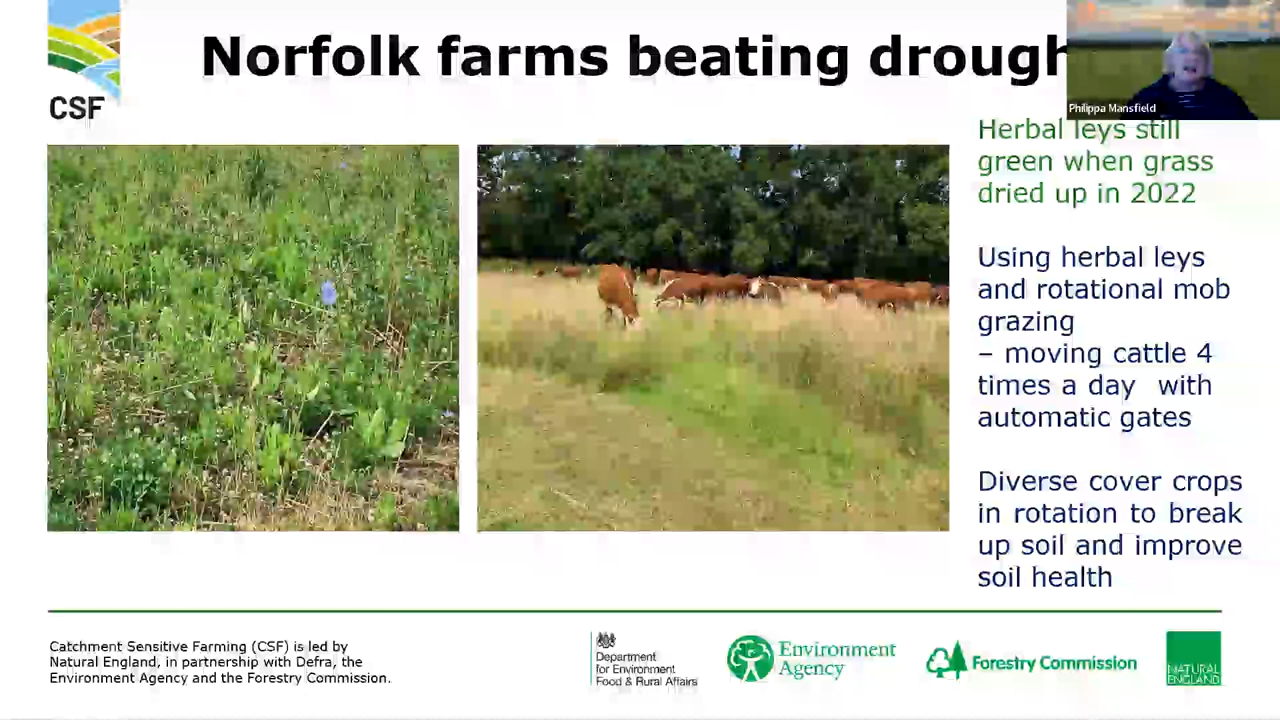 CSF
Norfolk farms beating drough
Philippa Mansfield
Herbal leys still
green when grass
dried up in 2022
Using herbal leys
and rotational mob
grazing
– moving cattle 4
times a day with
automatic gates
Diverse cover crops
in rotation to break
up soil and improve
soil health
Catchment Sensitive Farming (CSF) is led by
Natural England, in partnership with Defra, the
Environment Agency and the Forestry Commission.
Department
for Environment
Food & Rural Affairs
Environment
Agency
Forestry Commission
NATURAL
ENGLAND